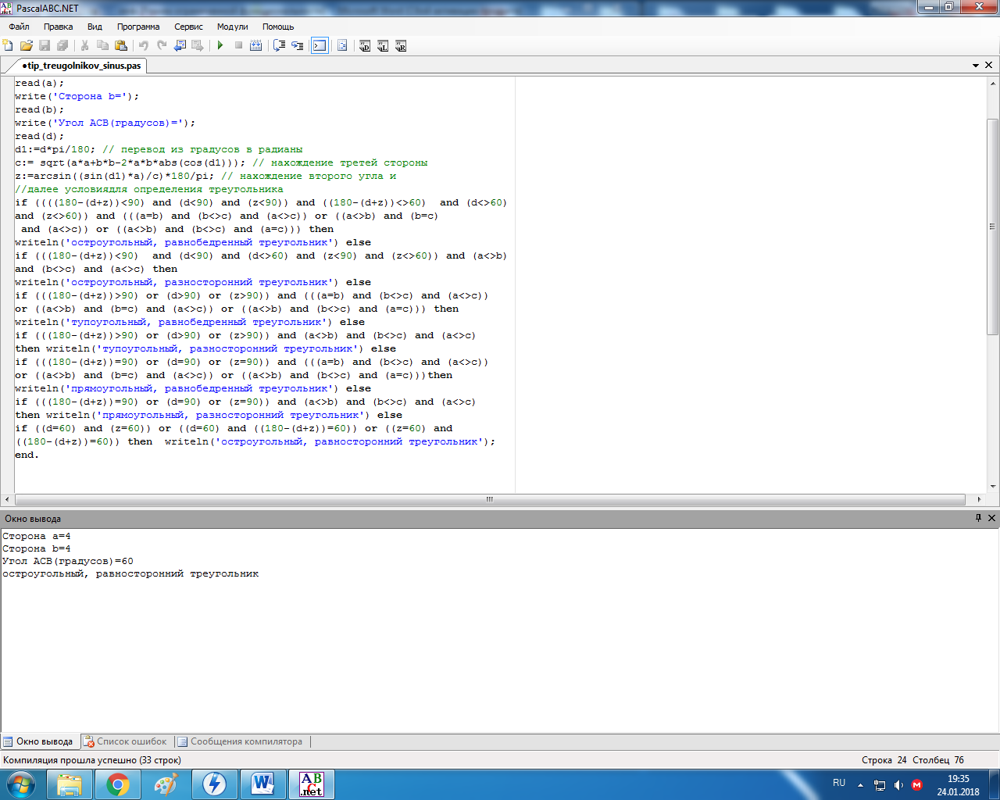 PascalABC.NET
Файл Правка Вид Программа Сервис Модули Помощь
•tip_treugolnikov_sinus.pas
read(a);
write('Сторона b=');
read(b);
write('Угол ACB(градусов)=');
read(d);
d1:=d*pi/180; // перевод из градусов в радианы
c:= sqrt(a*a+b*b-2*a*b*abs(cos(d1))); // нахождение третей стороны
z:=arcsin((sin(d1)*a)/c)*180/pi; // нахождение второго угла и
//далее условиядля определения треугольника
if ((((180-(d+z))<90) and (d<90) and (z<90)) and ((180-(d+z))<>60)  and (d<>60)
and (z<>60)) and (((a=b) and (b<>c) and (a<>c)) or ((a<>b) and (b=c)
 and (a<>c)) or ((a<>b) and (b<>c) and (a=c))) then
writeln('остроугольный, равнобедренный треугольник') else
if (((180-(d+z))<90)  and (d<90) and (d<>60) and (z<90) and (z<>60)) and (a<>b)
and (b<>c) and (a<>c) then
writeln('остроугольный, разносторонний треугольник') else
if (((180-(d+z))>90) or (d>90) or (z>90)) and (((a=b) and (b<>c) and (a<>c))
or ((a<>b) and (b=c) and (a<>c)) or ((a<>b) and (b<>c) and (a=c))) then
writeln('тупоугольный, равнобедренный треугольник') else
if (((180-(d+z))>90) or (d>90) or (z>90)) and (a<>b) and (b<>c) and (a<>c)
then writeln('тупоугольный, разносторонний треугольник') else
if (((180-(d+z))=90) or (d=90) or (z=90)) and (((a=b) and (b<>c) and (a<>c))
or ((a<>b) and (b=c) and (a<>c)) or ((a<>b) and (b<>c) and (a=c)))then
writeln('прямоугольный, равнобедренный треугольник') else
if (((180-(d+z))=90) or (d=90) or (z=90)) and (a<>b) and (b<>c) and (a<>c)
then writeln('прямоугольный, разносторонний треугольник') else
if ((d=60) and (z=60)) or ((d=60) and ((180-(d+z))=60)) or ((z=60) and
((180-(d+z))=60)) then  writeln('остроугольный, равносторонний треугольник');
end.
Окно вывода
Сторона a=4
Сторона b=4
Угол ACB(градусов)=60
остроугольный, равносторонний треугольник
Окно вывода Список ошибок Сообщения компилятора
Компиляция прошла успешно (33 строк) Строка 24 Столбец 76
RU 19:35
24.01.2018